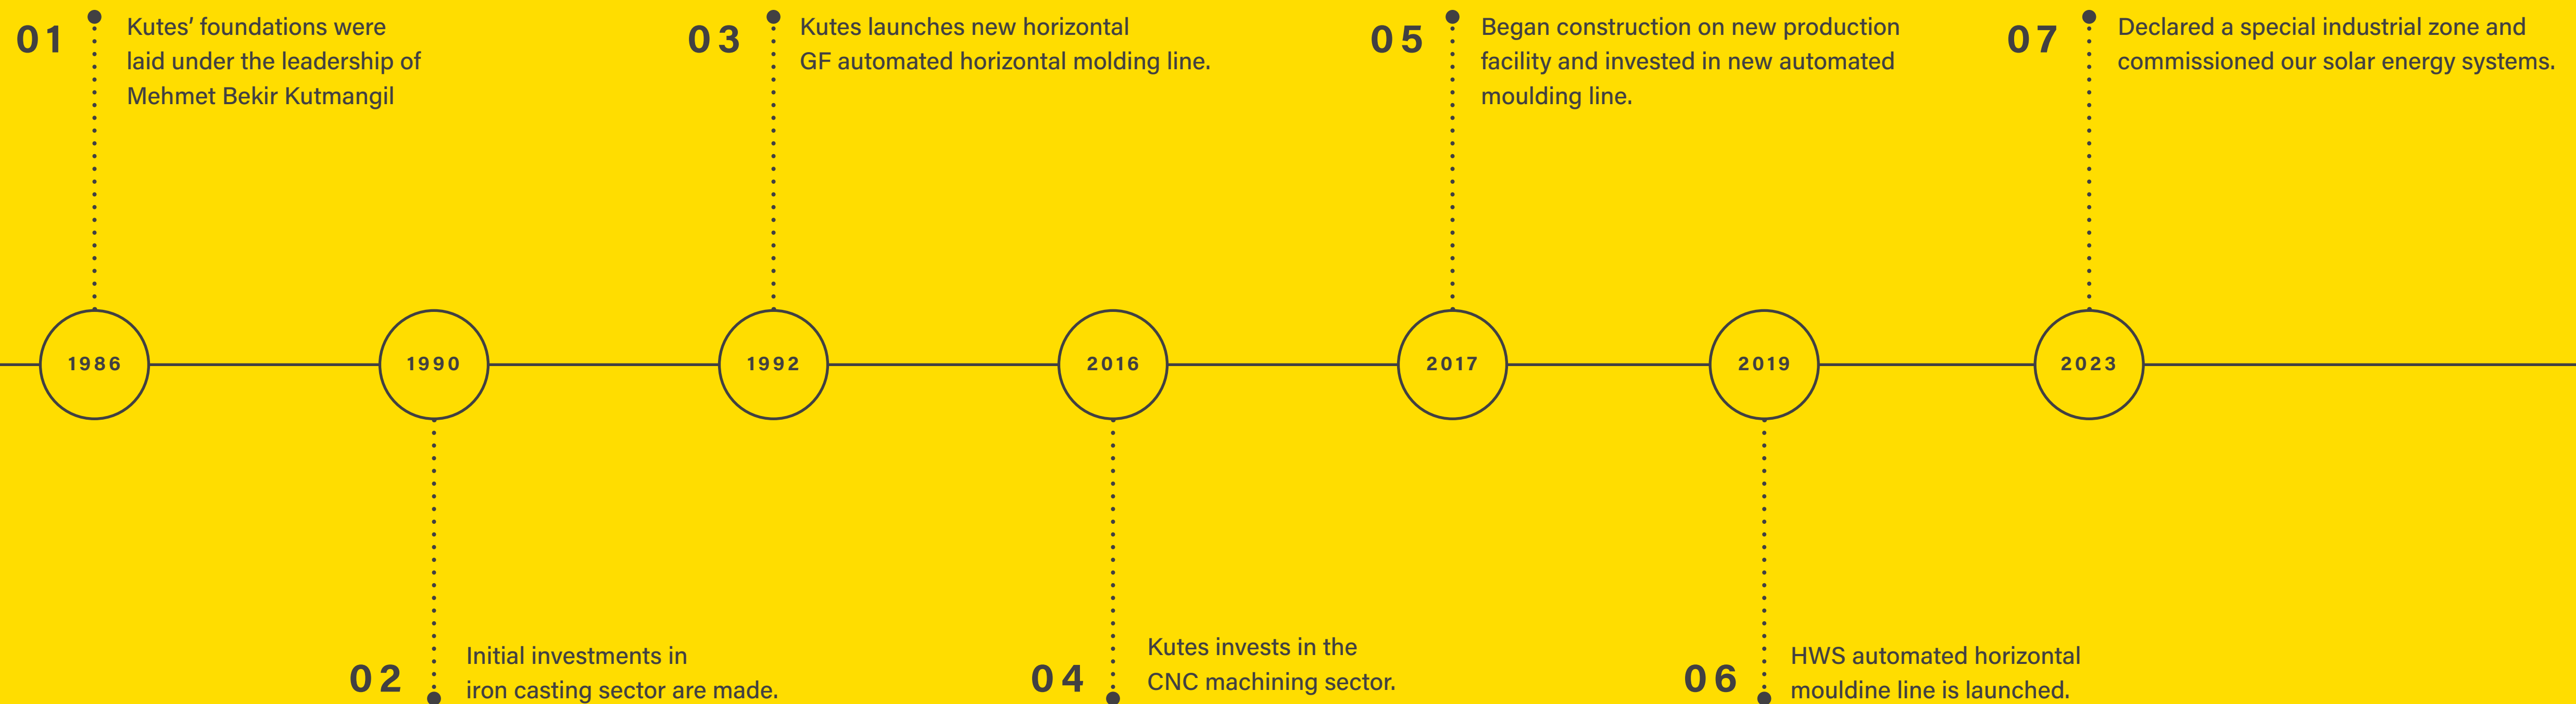 01
Kutes’ foundations were
laid under the leadership of
Mehmet Bekir Kutmangil
03
Kutes launches new horizontal
GF automated horizontal molding line.
05
Began construction on new production
facility and invested in new automated
moulding line.
07
Declared a special industrial zone and
commissioned our solar energy systems.
1986
1990
1992
2016
2017
2019
2023
02
Initial investments in
iron casting sector are made.
04
Kutes invests in the
CNC machining sector.
06
HWS automated horizontal
mouldine line is launched.